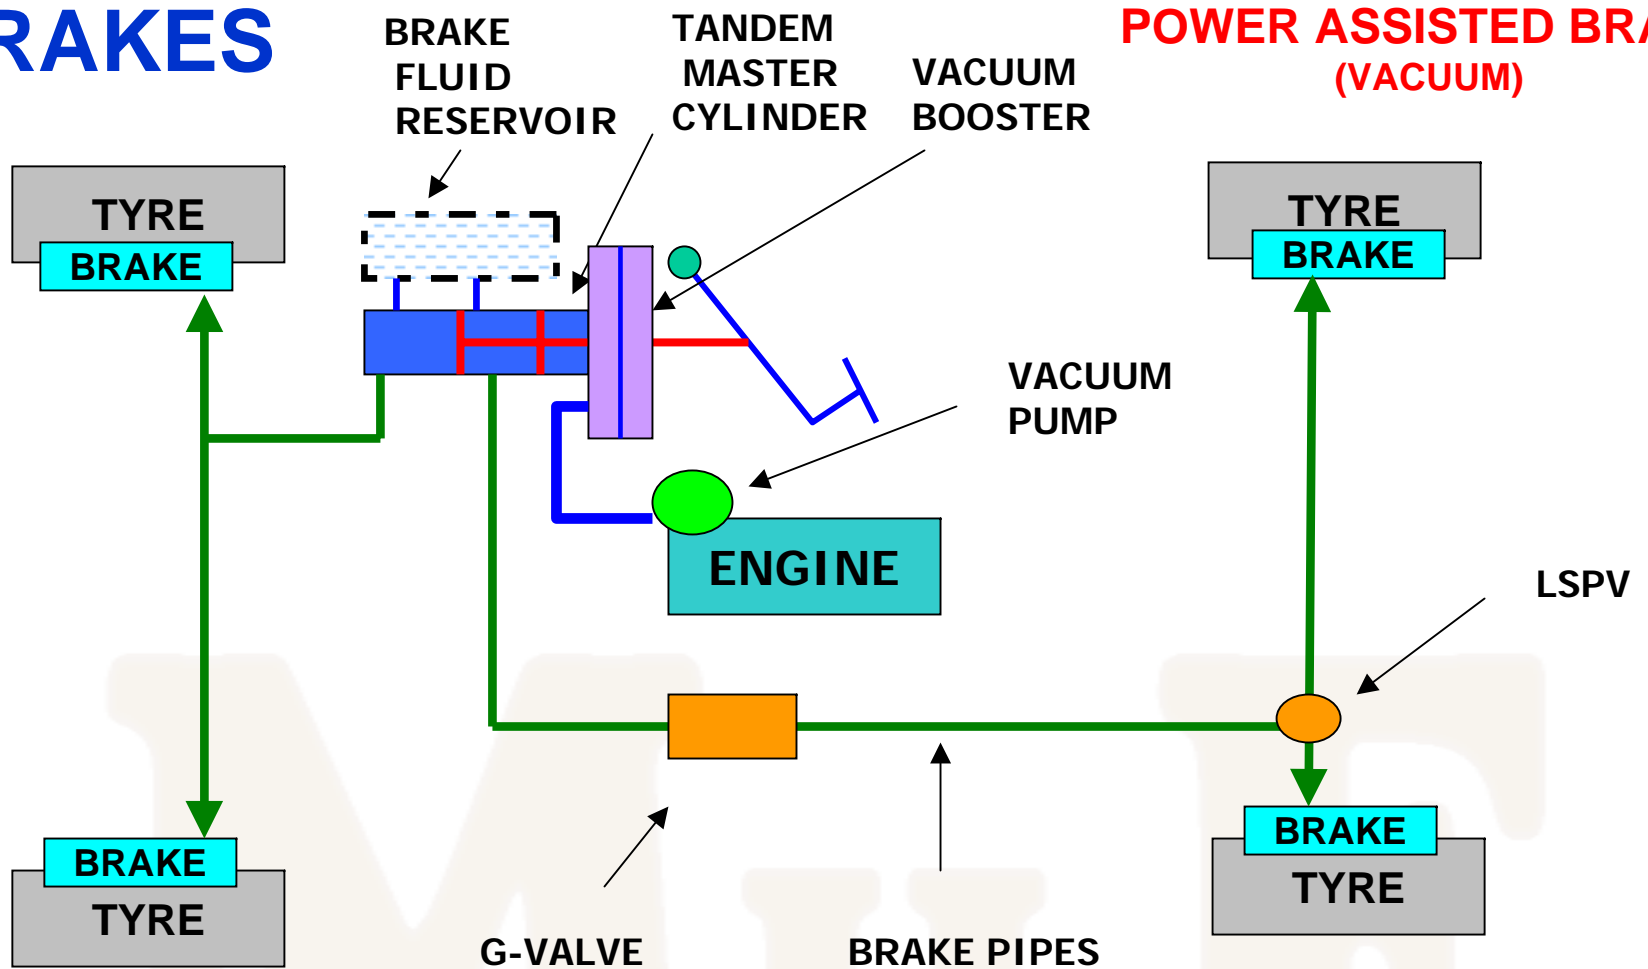 RAKES
POWER ASSISTED BRA
(VACUUM)
BRAKE
FLUID
RESERVOIR
TANDEM
MASTER
CYLINDER
VACUUM
BOOSTER
TYRE
BRAKE
TYRE
BRAKE
VACUUM
PUMP
ENGINE
LSPV
BRAKE
TYRE
BRAKE
TYRE
G-VALVE
BRAKE PIPES